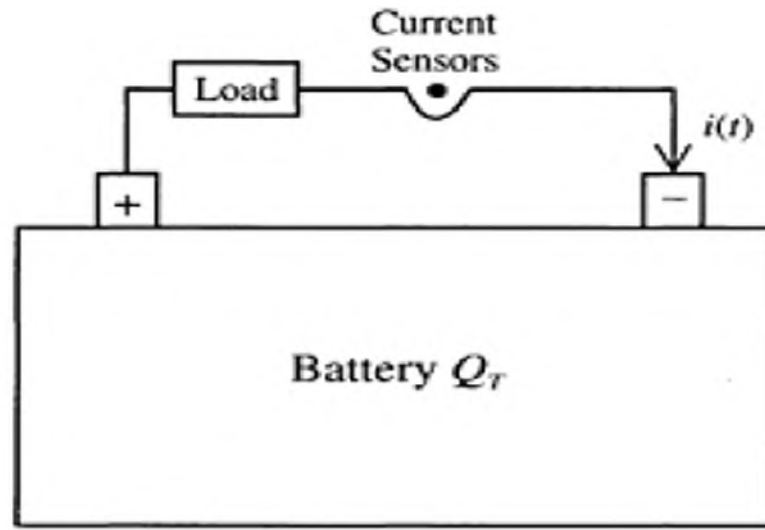 Current
Sensors
Load
i(t)
+
−
Battery Q_T